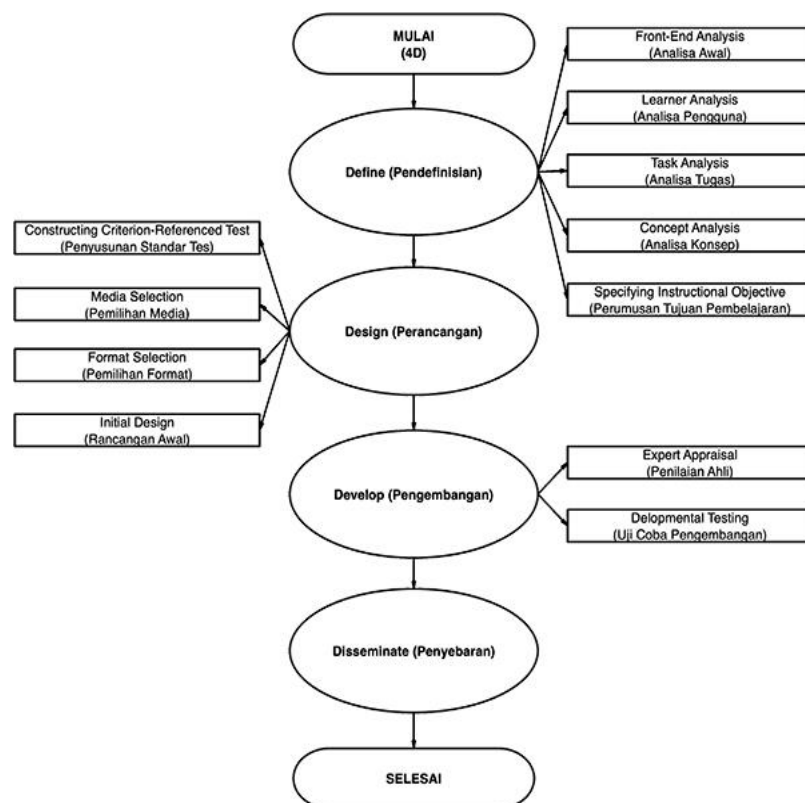 MULAI
(4D)
Front-End Analysis
(Analisa Awal)
Learner Analysis
(Analisa Pengguna)
Define (Pendefinisian)
Task Analysis
(Analisa Tugas)
Concept Analysis
(Analisa Konsep)
Specifying Instructional Objective
(Perumusan Tujuan Pembelajaran)
Constructing Criterion-Referenced Test
(Penyusunan Standar Tes)
Media Selection
(Pemilihan Media)
Design (Perancangan)
Format Selection
(Pemilihan Format)
Initial Design
(Rancangan Awal)
Expert Appraisal
(Penilaian Ahli)
Develop (Pengembangan)
Delopmental Testing
(Uji Coba Pengembangan)
Disseminate (Penyebaran)
SELESAI